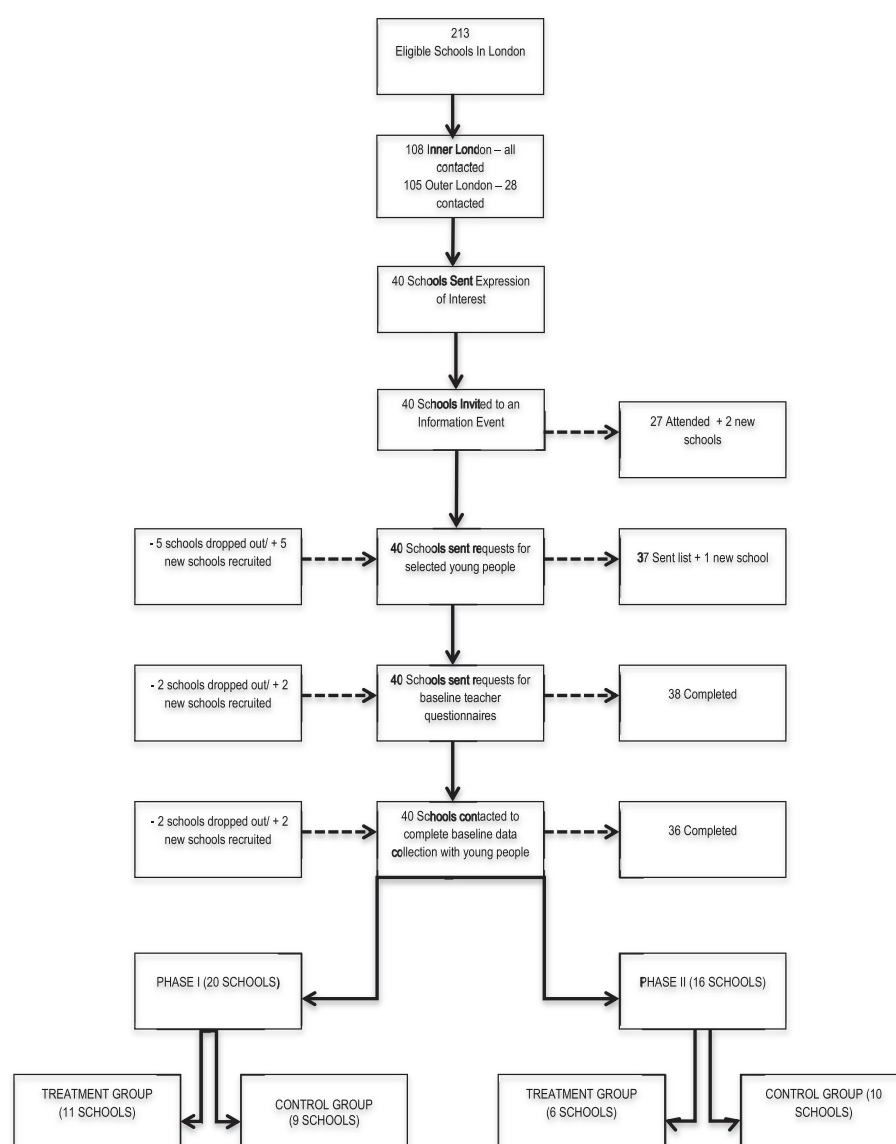 213
Eligible Schools In London
108 Inner London – all
contacted
105 Outer London – 28
contacted
40 Schools Sent Expression
of Interest
40 Schools Invited to an
Information Event
27 Attended + 2 new
schools
- 5 schools dropped out/ + 5
new schools recruited
40 Schools sent requests for
selected young people
37 Sent list + 1 new school
- 2 schools dropped out/ + 2
new schools recruited
40 Schools sent requests for
baseline teacher
questionnaires
38 Completed
- 2 schools dropped out/ + 2
new schools recruited
40 Schools contacted to
complete baseline data
collection with young people
36 Completed
PHASE I (20 SCHOOLS)
PHASE II (16 SCHOOLS)
TREATMENT GROUP
(11 SCHOOLS)
CONTROL GROUP
(9 SCHOOLS)
TREATMENT GROUP
(6 SCHOOLS)
CONTROL GROUP (10
SCHOOLS)